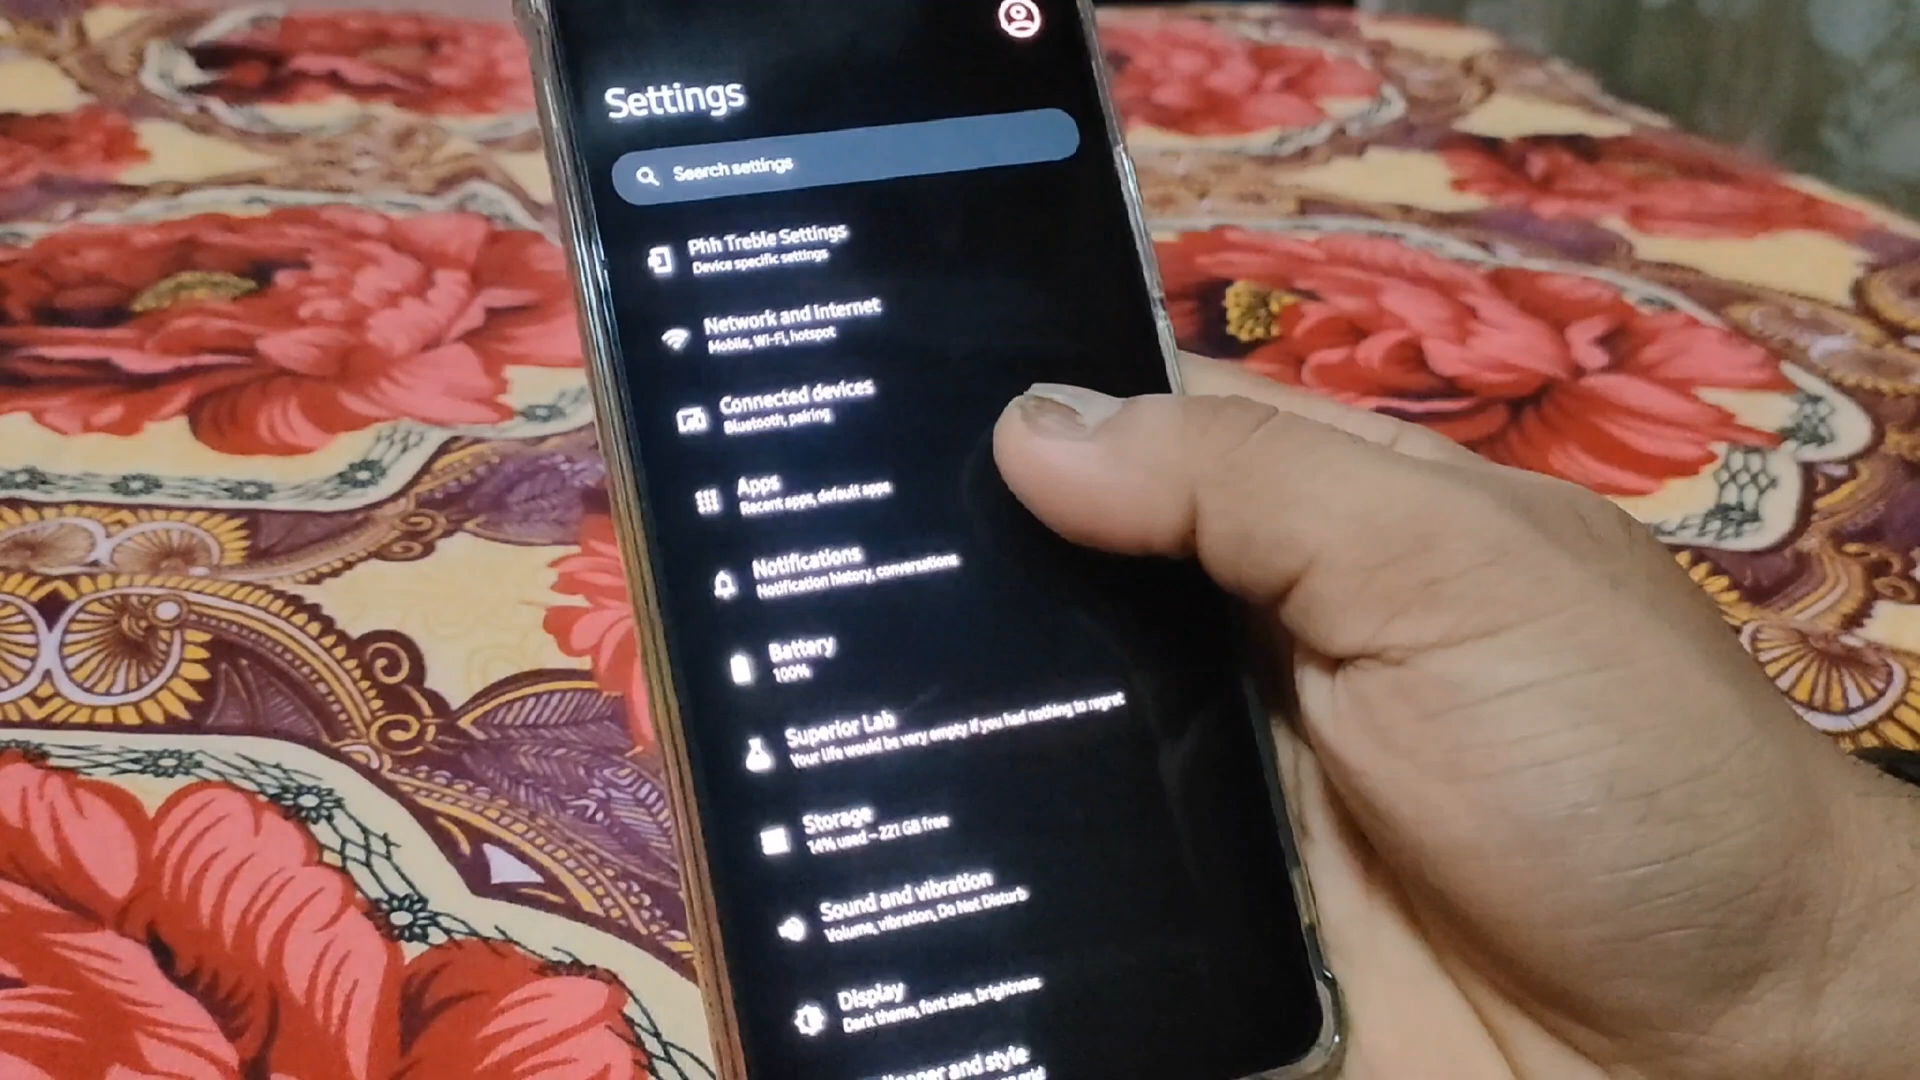 Settings
Search settings
Phh Treble Settings
Device specific settings
Network and internet
Mobile, Wi-Fi, hotspot
Connected devices
Bluetooth, pairing
Apps
Recent apps, default apps
Notifications
Notification history, conversations
Battery
100%
Superior Lab
Your life would be very empty if you had nothing to regret
Storage
14% used – 221 GB free
Sound and vibration
Volume, vibration, Do Not Disturb
Display
Dark theme, font size, brightness
and style